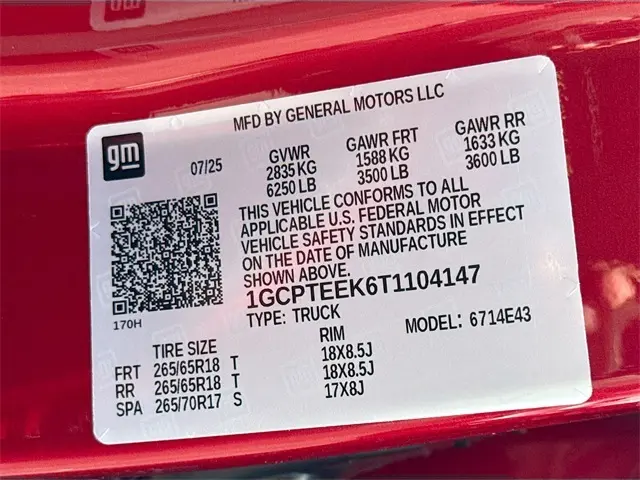 MFD BY GENERAL MOTORS LLC
gm
07/25
GVWR GAWR FRT GAWR RR
2835 KG 1588 KG 1633 KG
6250 LB 3500 LB 3600 LB
THIS VEHICLE CONFORMS TO ALL
APPLICABLE U.S. FEDERAL MOTOR
VEHICLE SAFETY STANDARDS IN EFFECT
ON THE DATE OF MANUFACTURE
SHOWN ABOVE.
1GCPTEEK6T1104147
170H
TYPE: TRUCK MODEL: 6714E43
TIRE SIZE RIM
FRT 265/65R18 T 18X8.5J
RR 265/65R18 T 18X8.5J
SPA 265/70R17 S 17X8J